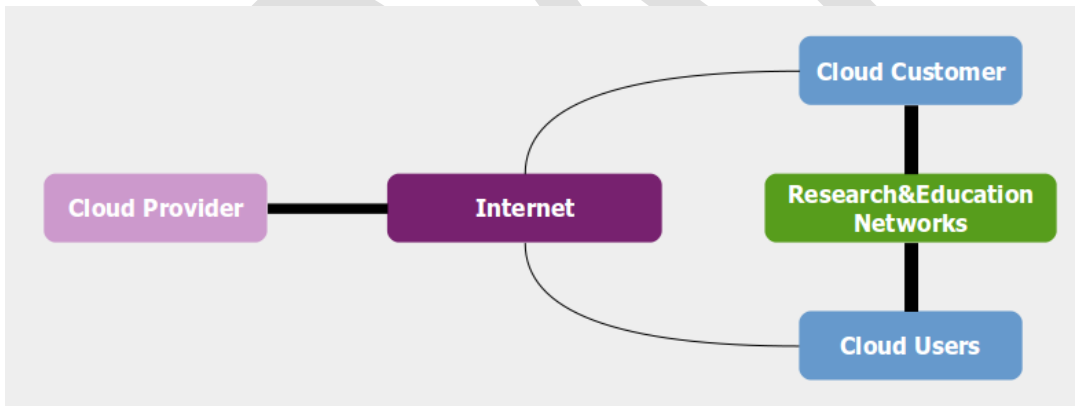 Cloud Customer
Cloud Provider
Internet
Research&Education
Networks
Cloud Users